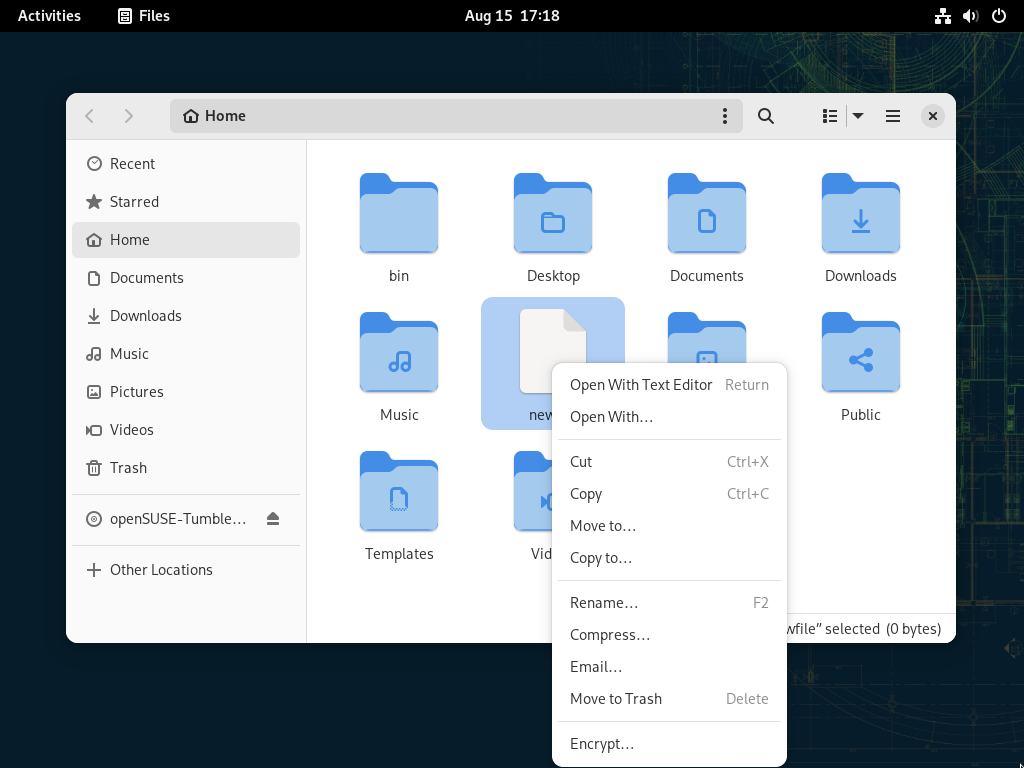 Activities Files Aug 15 17:18
Home
Recent
Starred
Home
Documents
Downloads
Music
Pictures
Videos
Trash
openSUSE-Tumble…
Other Locations
bin Desktop Documents Downloads
Music new Public
Templates Vid
Open With Text Editor Return
Open With…
Cut Ctrl+X
Copy Ctrl+C
Move to…
Copy to…
Rename… F2
Compress…
Email…
Move to Trash Delete
Encrypt…
wfile” selected (0 bytes)